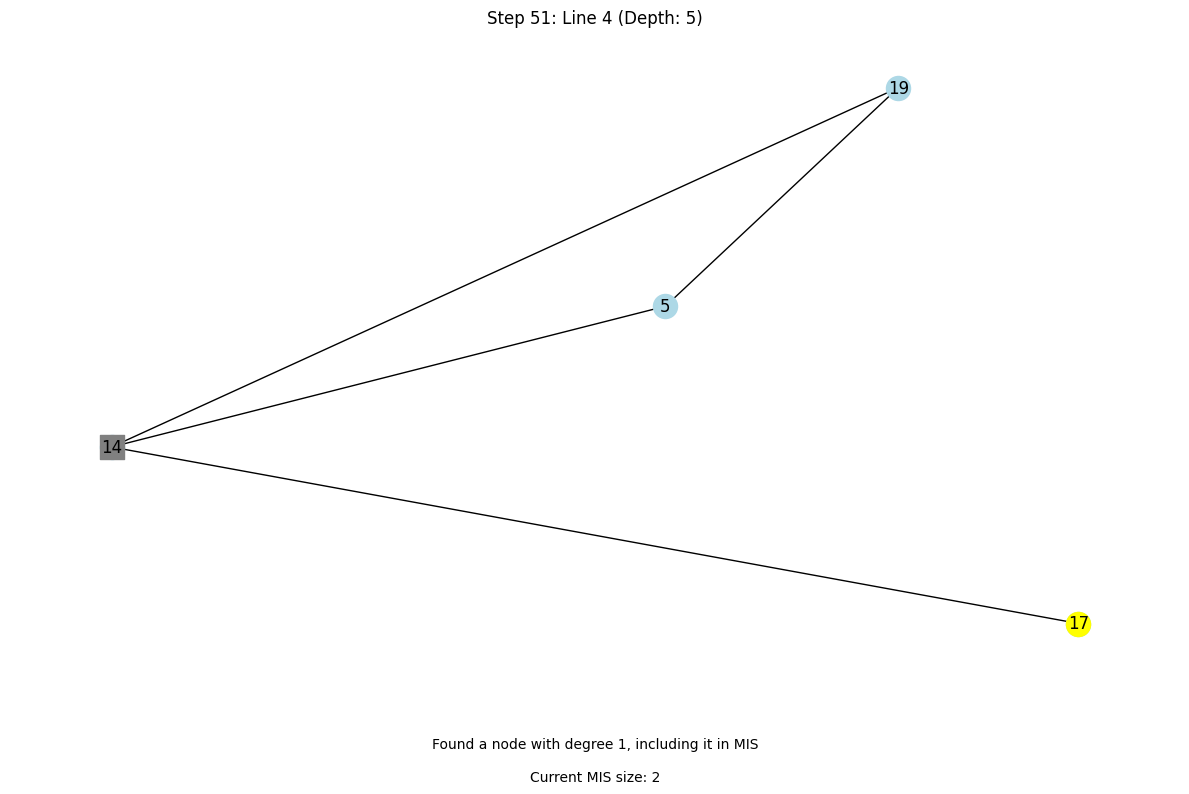 Step 51: Line 4 (Depth: 5)
19
5
14
17
Found a node with degree 1, including it in MIS
Current MIS size: 2